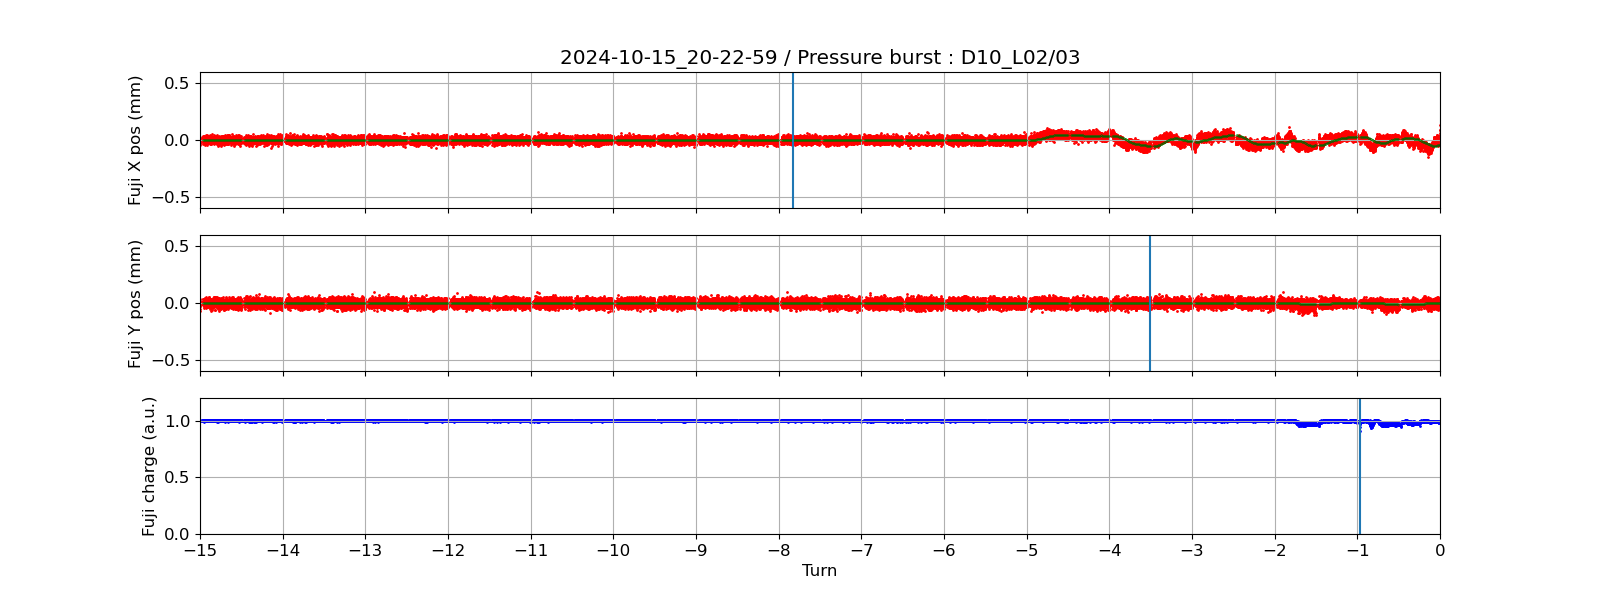 2024-10-15_20-22-59 / Pressure burst : D10_L02/03
Fuji X pos (mm)
0.5
0.0
−0.5
Fuji Y pos (mm)
0.5
0.0
−0.5
Fuji charge (a.u.)
1.0
0.5
0.0
−15 −14 −13 −12 −11 −10 −9 −8 −7 −6 −5 −4 −3 −2 −1 0
Turn